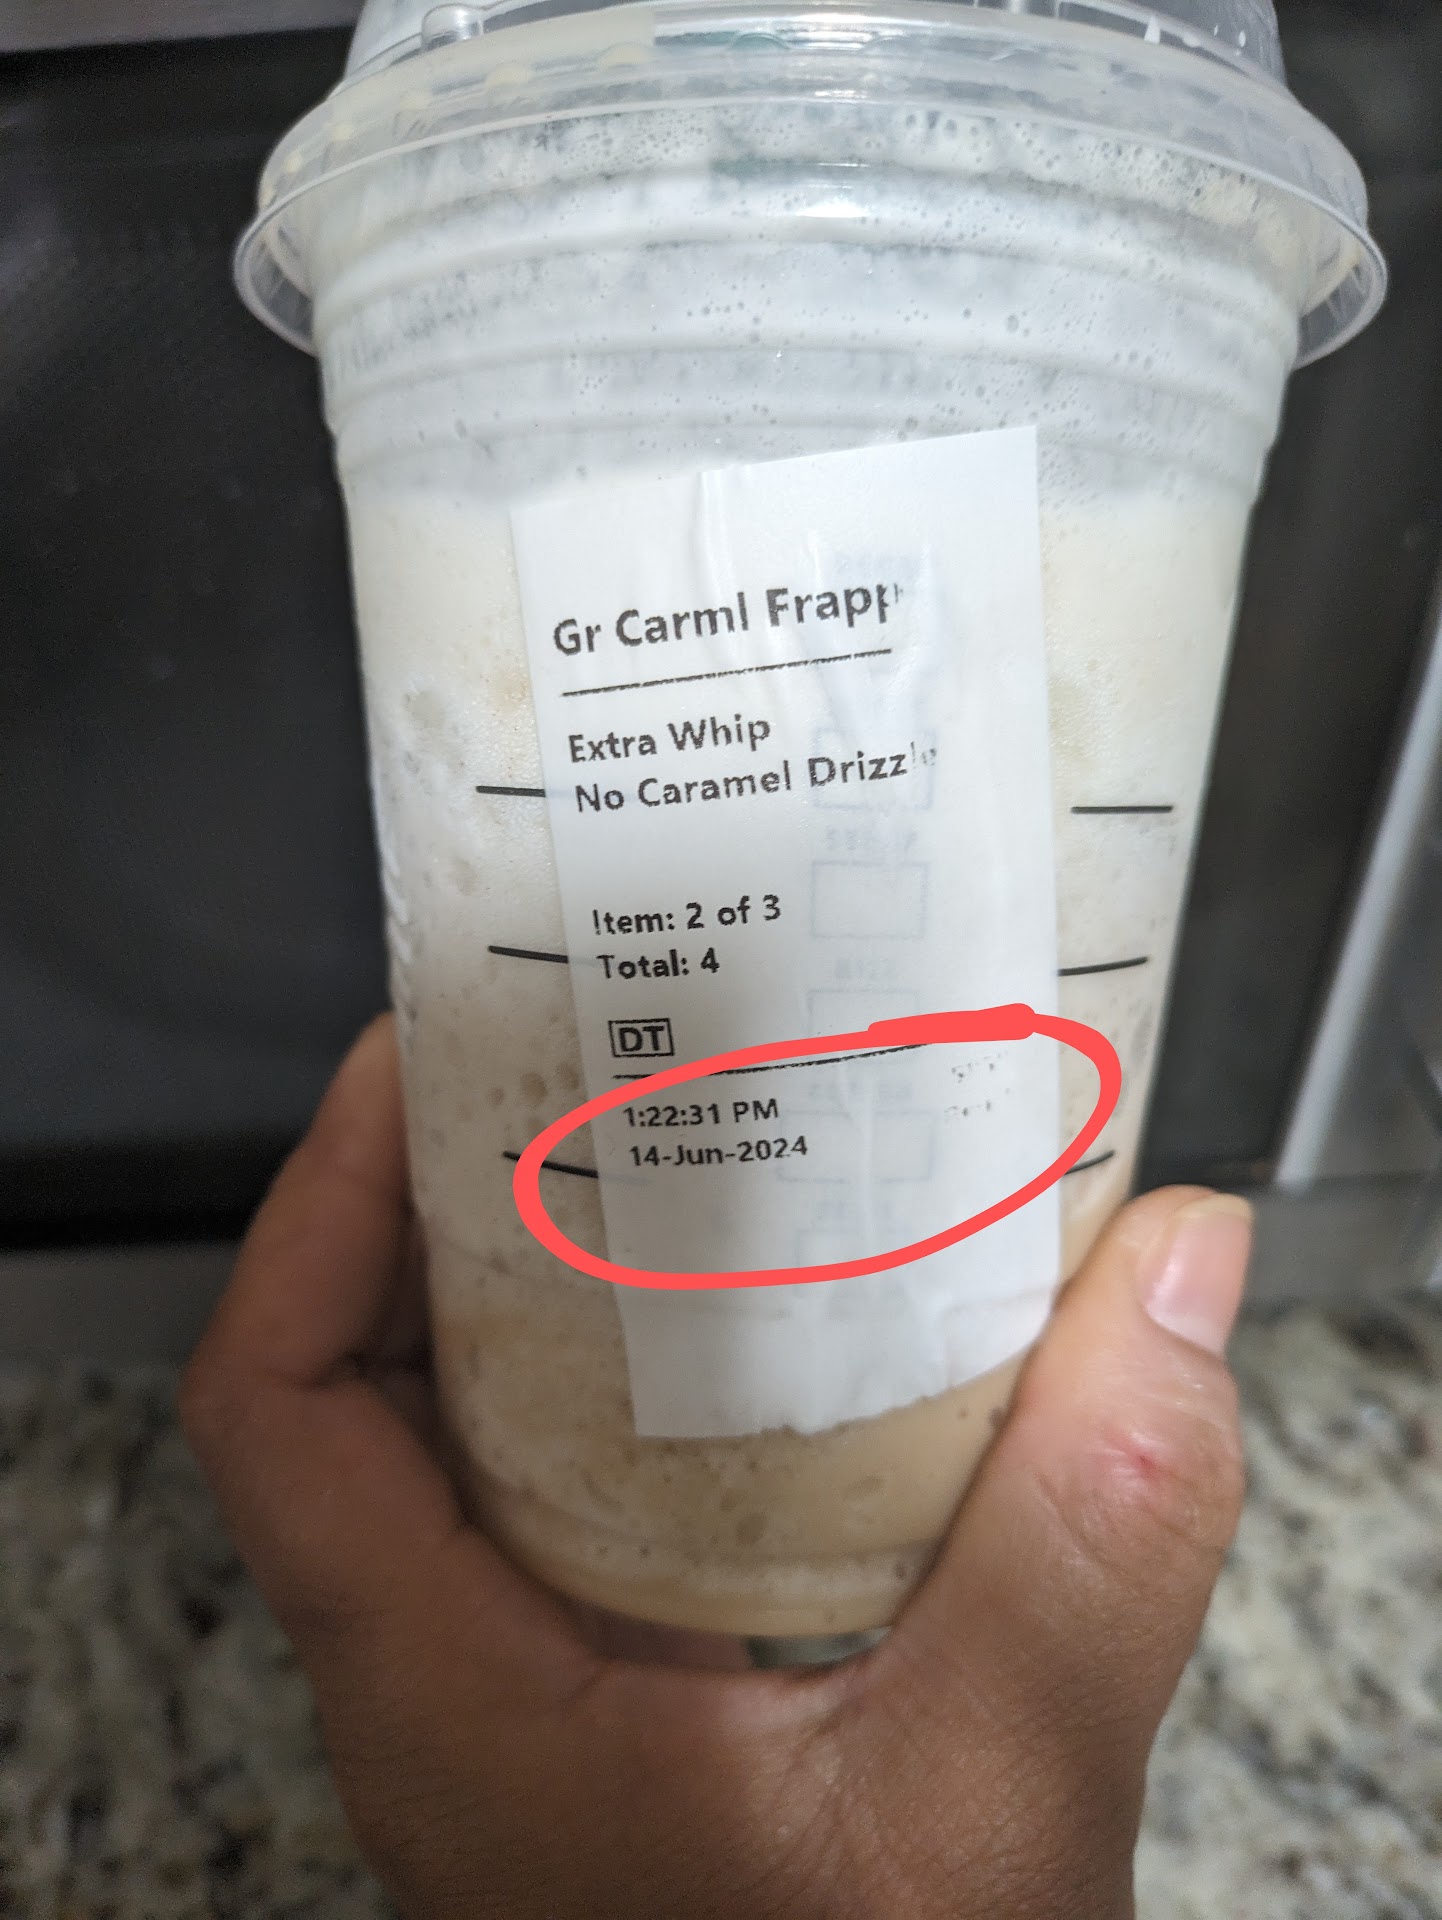 Gr Carml Frapp
Extra Whip
No Caramel Drizzle
Item: 2 of 3
Total: 4
DT
1:22:31 PM
14-Jun-2024